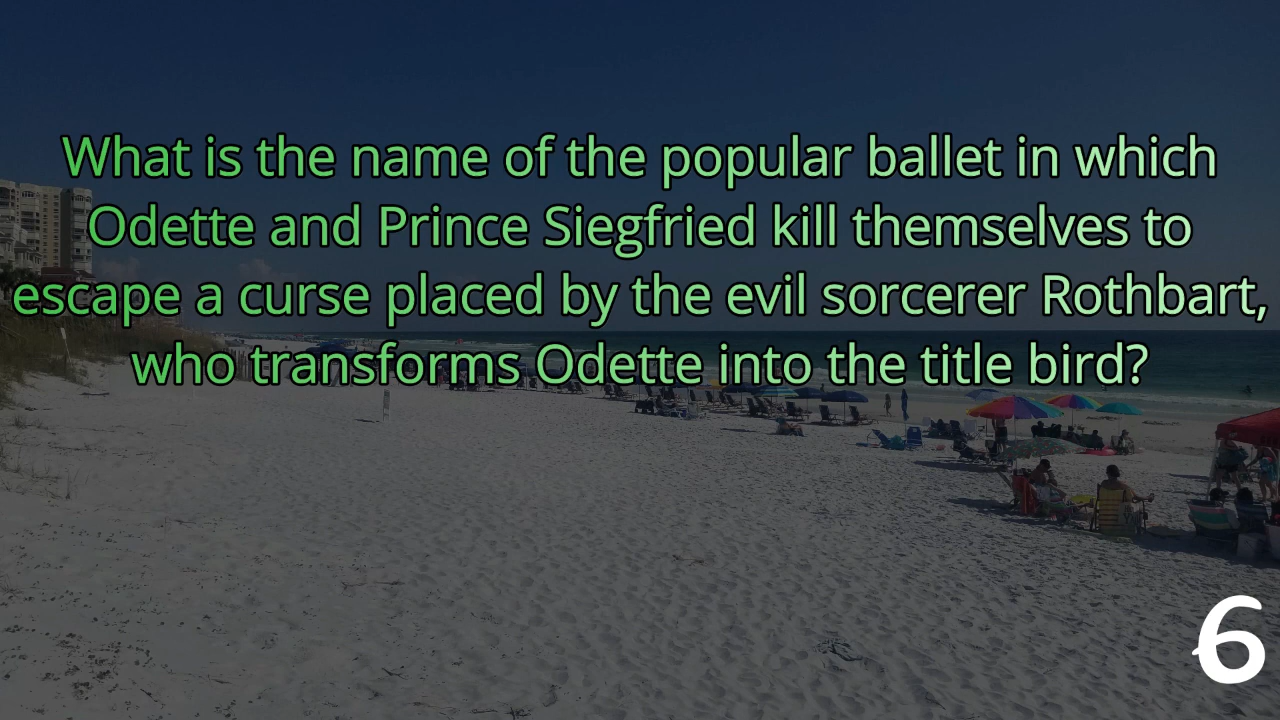 What is the name of the popular ballet in which
Odette and Prince Siegfried kill themselves to
escape a curse placed by the evil sorcerer Rothbart,
who transforms Odette into the title bird?
6